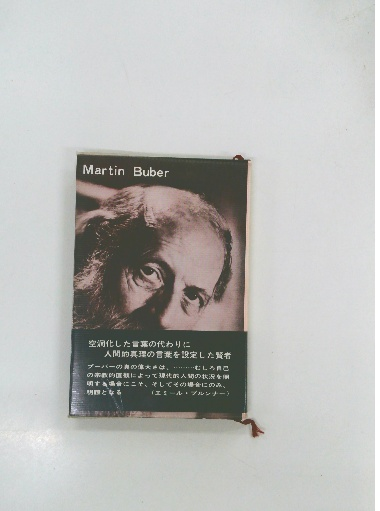 Martin Buber
空洞化した言葉の代わりに
人間的真理の言葉を設定した賢者
ブーバーの真の偉大さは、………むしろ自己
の宗教的直観によって現代的人間の状況を照
明する場合にこそ、そしてその場合にのみ、
明瞭となる （エミール・ブルンナー）